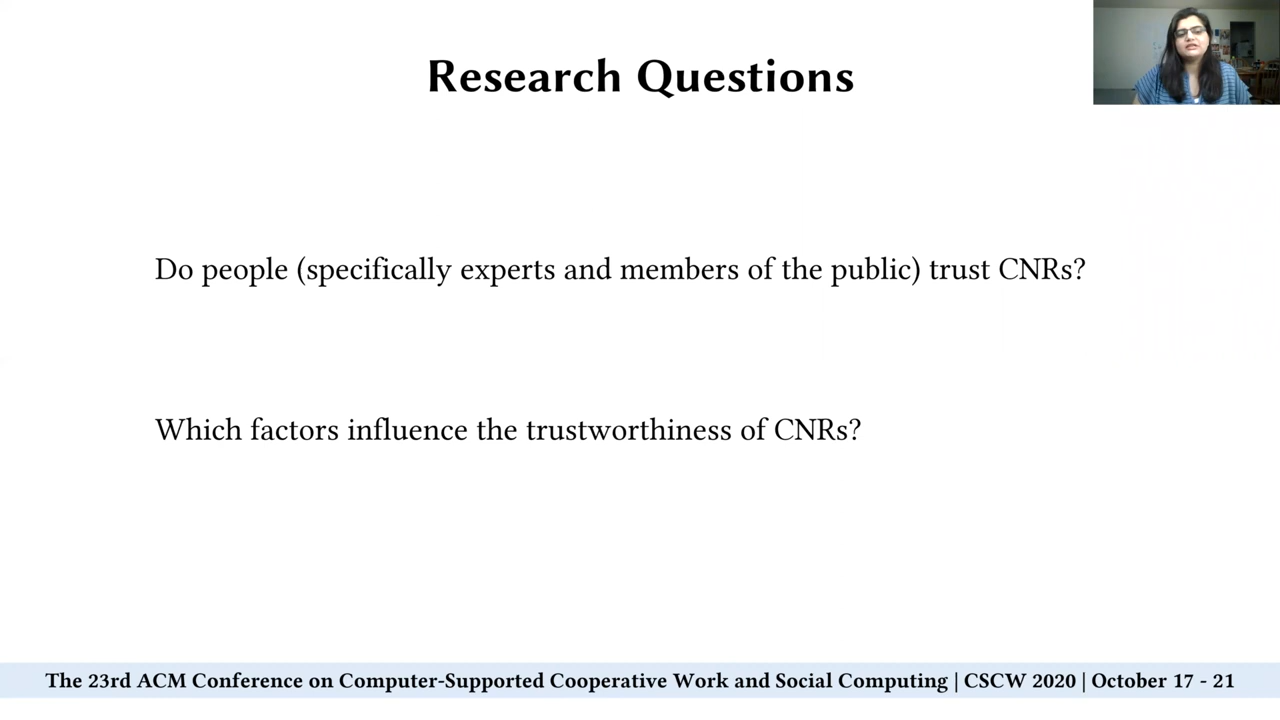 Research Questions
Do people (specifically experts and members of the public) trust CNRs?
Which factors influence the trustworthiness of CNRs?
The 23rd ACM Conference on Computer-Supported Cooperative Work and Social Computing | CSCW 2020 | October 17 - 21